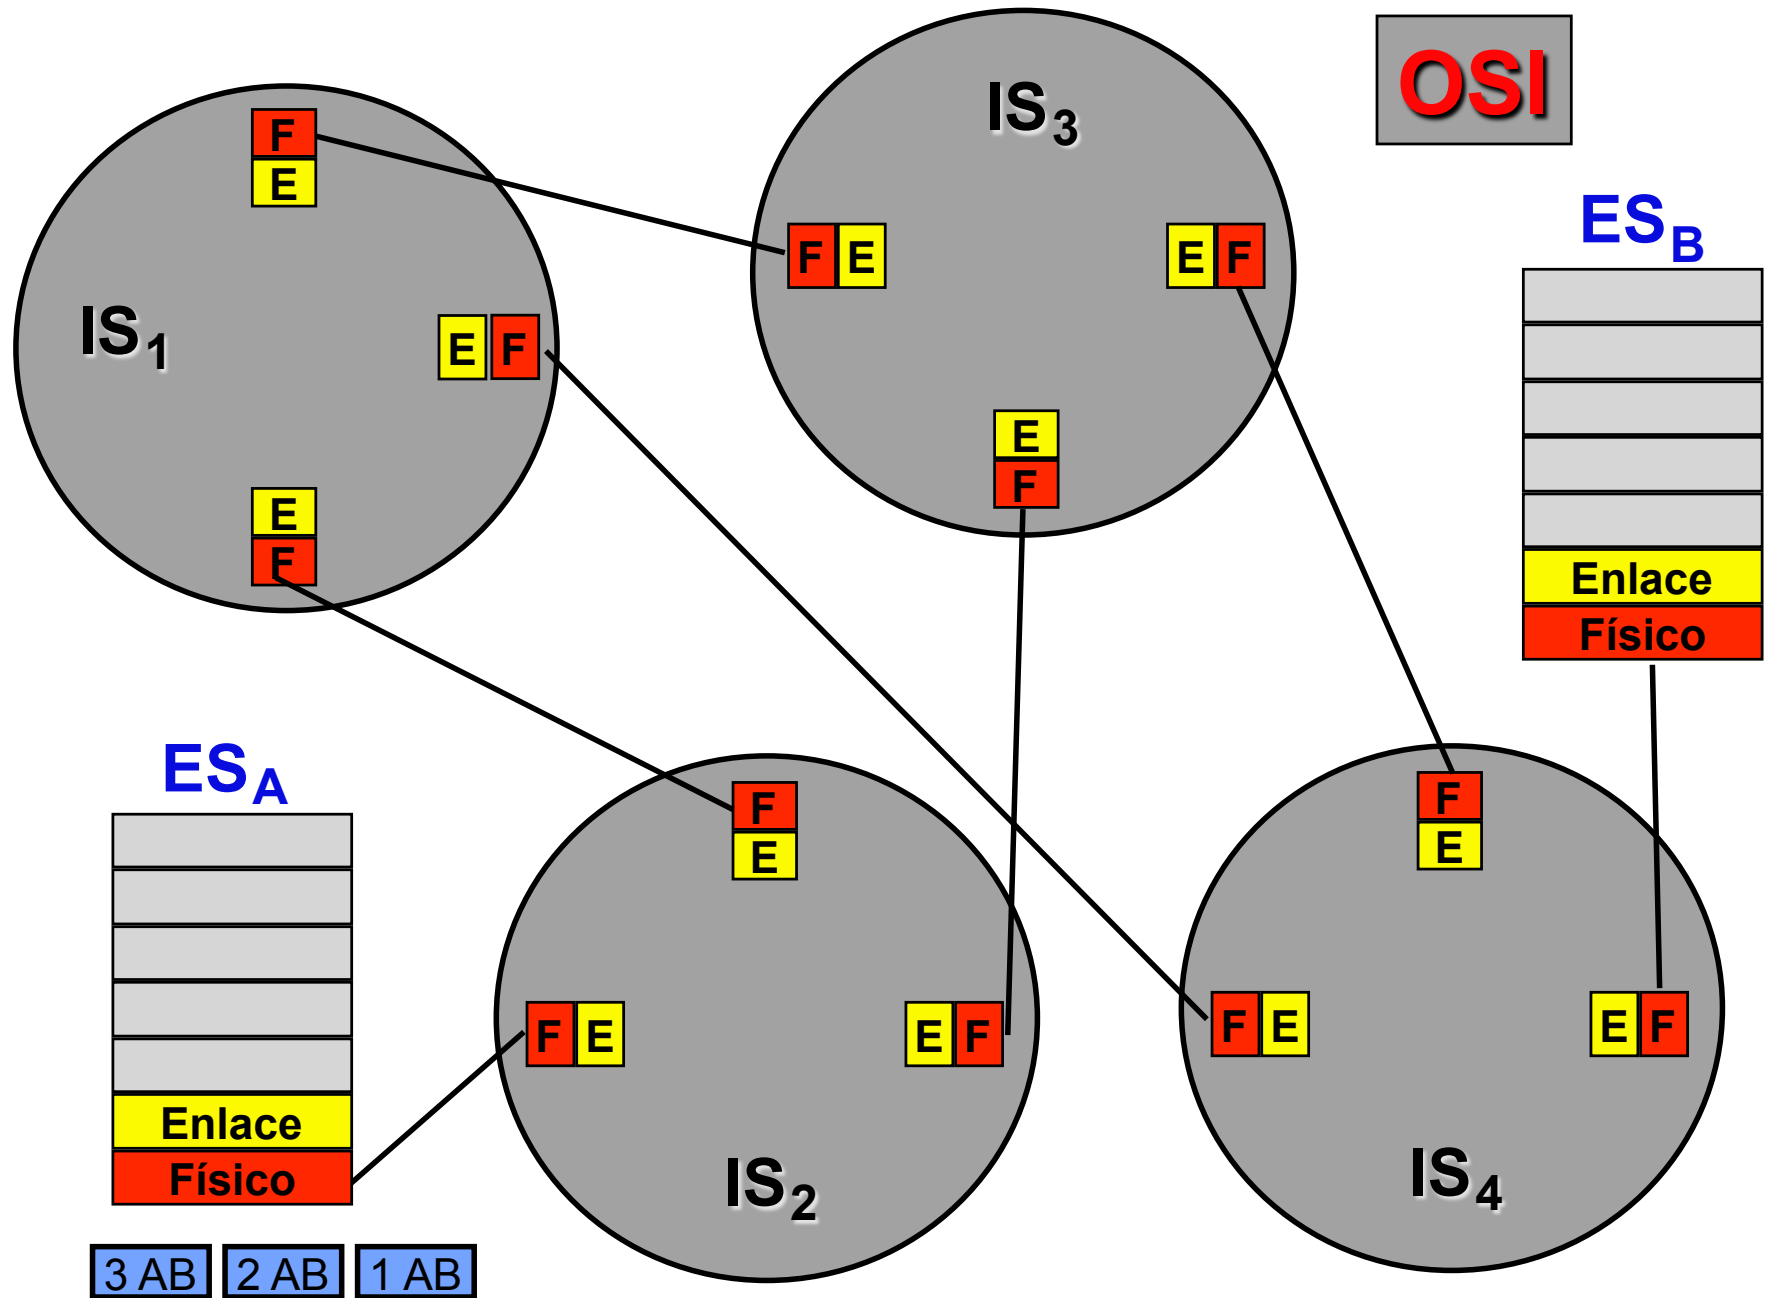 OSI
IS3
F
E
F E
E F
E
F
IS1
E F
E
F
ESB
Enlace
Físico
ESA
Enlace
Físico
F
E
F E
E F
IS2
F
E
F E
E F
IS4
3 AB 2 AB 1 AB